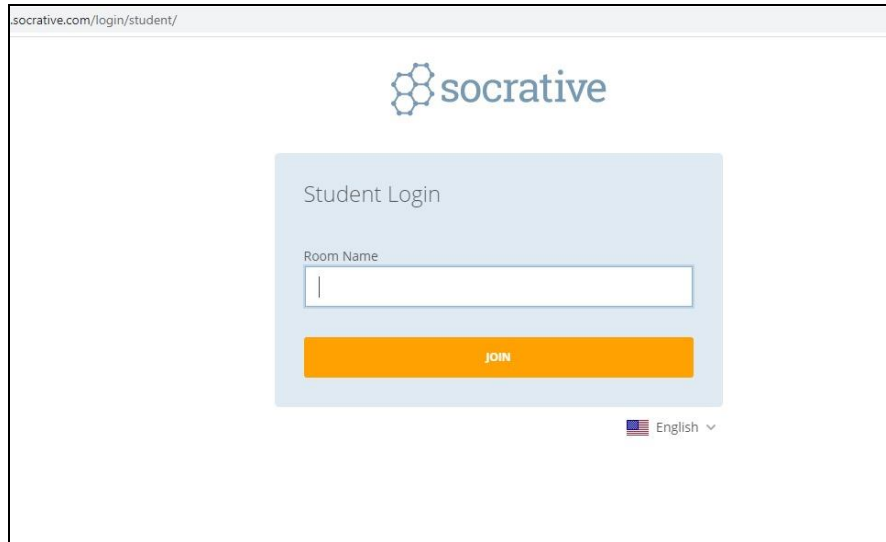 .socrative.com/login/student/
socrative
Student Login
Room Name
JOIN
English